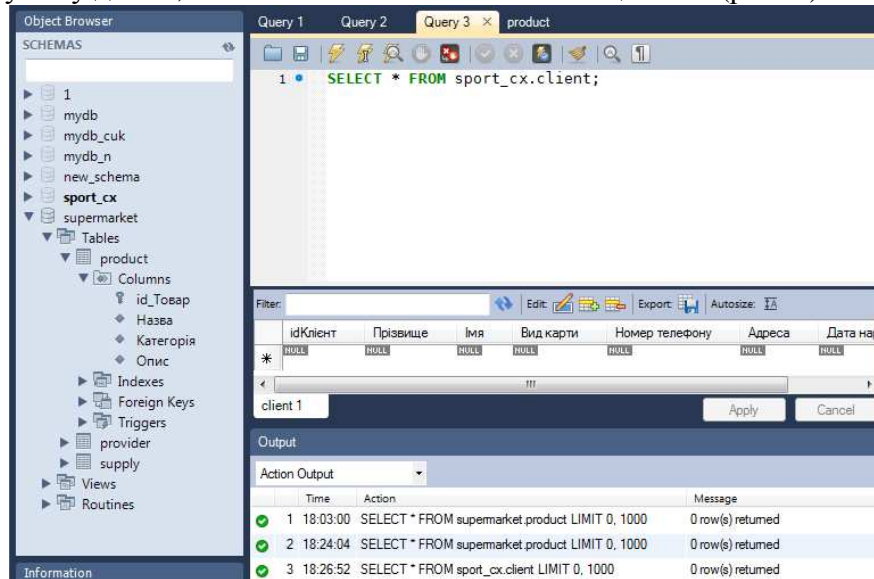 Object Browser
SCHEMAS
1
mydb
mydb_cuk
mydb_n
new_schema
sport_cx
supermarket
Tables
product
Columns
id_Товар
Назва
Категорія
Опис
Indexes
Foreign Keys
Triggers
provider
supply
Views
Routines
Information
Query 1 Query 2 Query 3 × product
1 SELECT * FROM sport_cx.client;
Filter: Edit: Export: Autosize:
idКлієнт Прізвище Імя Вид карти Номер телефону Адреса Дата на
* NULL NULL NULL NULL NULL NULL NULL
client 1 Apply Cancel
Output
Action Output
Time Action Message
1 18:03:00 SELECT * FROM supermarket.product LIMIT 0, 1000 0 row(s) returned
2 18:24:04 SELECT * FROM supermarket.product LIMIT 0, 1000 0 row(s) returned
3 18:26:52 SELECT * FROM sport_cx.client LIMIT 0, 1000 0 row(s) returned